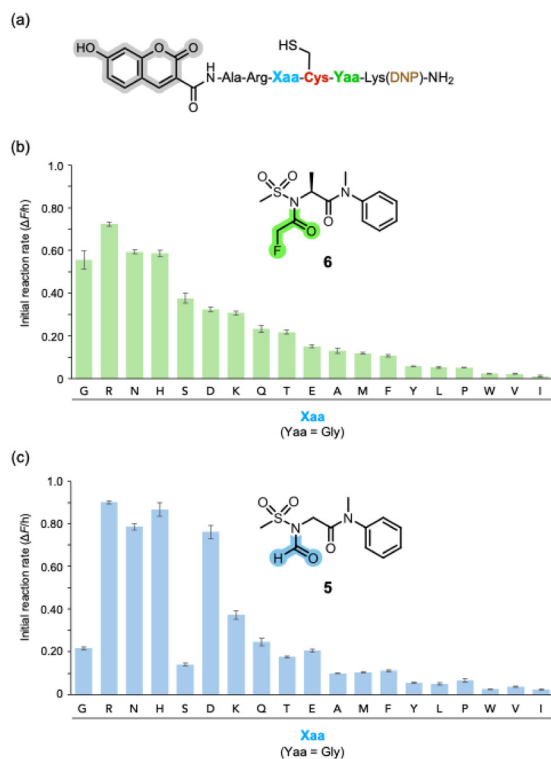 (a)
HO
O
O
HS
H
N
-Ala-Arg-Xaa-Cys-Yaa-Lys(DNP)-NH2
O
(b)
Initial reaction rate (ΔF/h)
1.0
0.80
0.60
0.40
0.20
0
O
O
S
N
O
N
O
F
6
G R N H S D K Q T E A M F Y L P W V I
Xaa
(Yaa = Gly)
(c)
Initial reaction rate (ΔF/h)
1.0
0.80
0.60
0.40
0.20
0
O
O
S
N
O
N
H
O
5
G R N H S D K Q T E A M F Y L P W V I
Xaa
(Yaa = Gly)